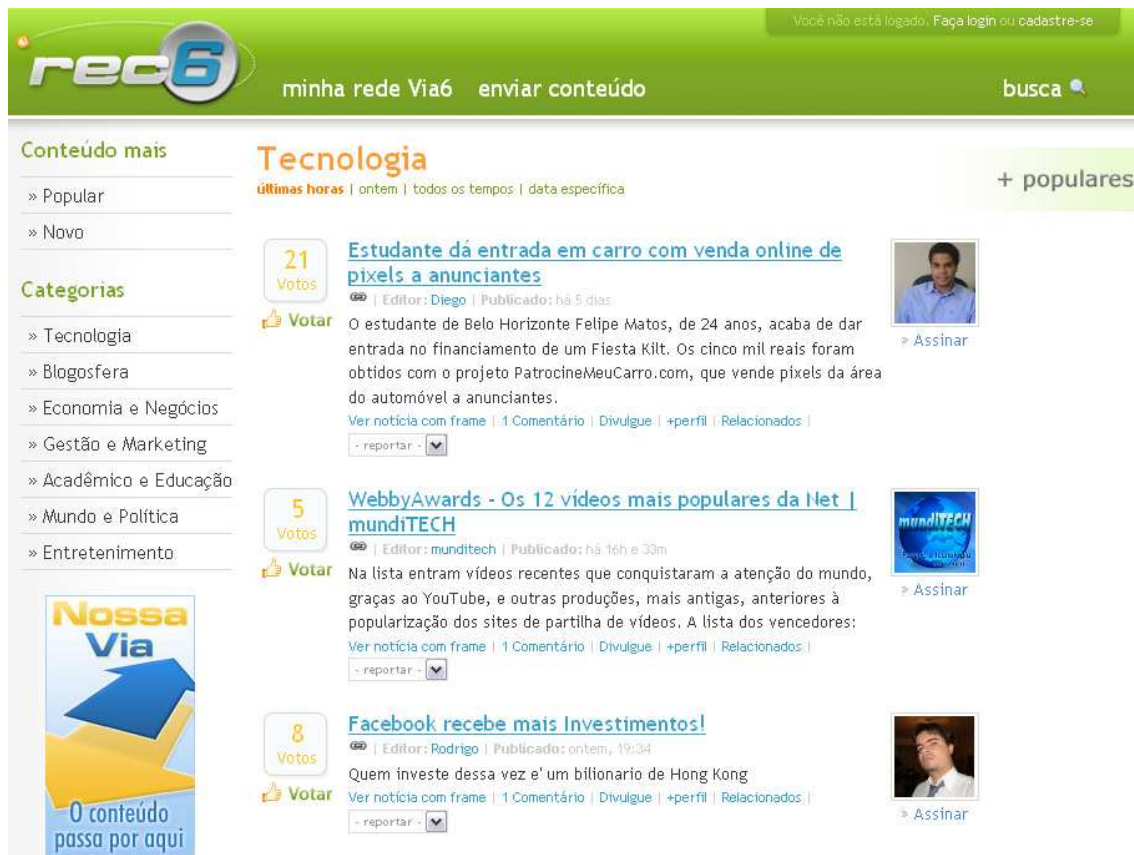 Você não está logado. Faça login ou cadastre-se
rec6
minha rede Via6 enviar conteúdo busca
Conteúdo mais
» Popular
» Novo
Categorias
» Tecnologia
» Blogosfera
» Economia e Negócios
» Gestão e Marketing
» Acadêmico e Educação
» Mundo e Política
» Entretenimento
Nossa
Via
O conteúdo
passa por aqui
Tecnologia
últimas horas | ontem | todos os tempos | data específica
+ populares
21
Votos
Votar
Estudante dá entrada em carro com venda online de
pixels a anunciantes
| Editor: Diego | Publicado: há 5 dias
O estudante de Belo Horizonte Felipe Matos, de 24 anos, acaba de dar
entrada no financiamento de um Fiesta Kilt. Os cinco mil reais foram
obtidos com o projeto PatrocineMeuCarro.com, que vende pixels da área
do automóvel a anunciantes.
Ver notícia com frame | 1 Comentário | Divulgue | +perfil | Relacionados |
- reportar -
» Assinar
5
Votos
Votar
WebbyAwards - Os 12 vídeos mais populares da Net |
mundiTECH
| Editor: munditech | Publicado: há 16h e 33m
Na lista entram vídeos recentes que conquistaram a atenção do mundo,
graças ao YouTube, e outras produções, mais antigas, anteriores à
popularização dos sites de partilha de vídeos. A lista dos vencedores:
Ver notícia com frame | 1 Comentário | Divulgue | +perfil | Relacionados |
- reportar -
mundiTECH
» Assinar
8
Votos
Votar
Facebook recebe mais Investimentos!
| Editor: Rodrigo | Publicado: ontem, 19:34
Quem investe dessa vez e' um bilionario de Hong Kong
Ver notícia com frame | 1 Comentário | Divulgue | +perfil | Relacionados |
- reportar -
» Assinar